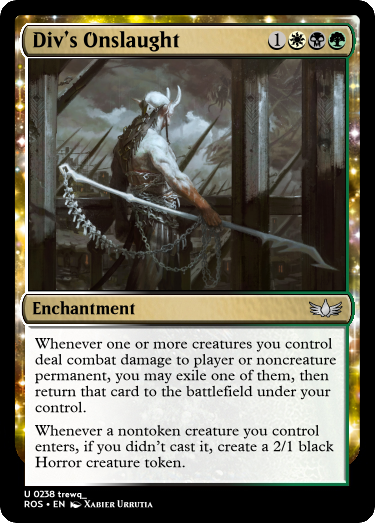 Div's Onslaught
1
Enchantment
Whenever one or more creatures you control
deal combat damage to player or noncreature
permanent, you may exile one of them, then
return that card to the battlefield under your
control.
Whenever a nontoken creature you control
enters, if you didn't cast it, create a 2/1 black
Horror creature token.
U 0238 trewq_
ROS • EN Xabier Urrutia